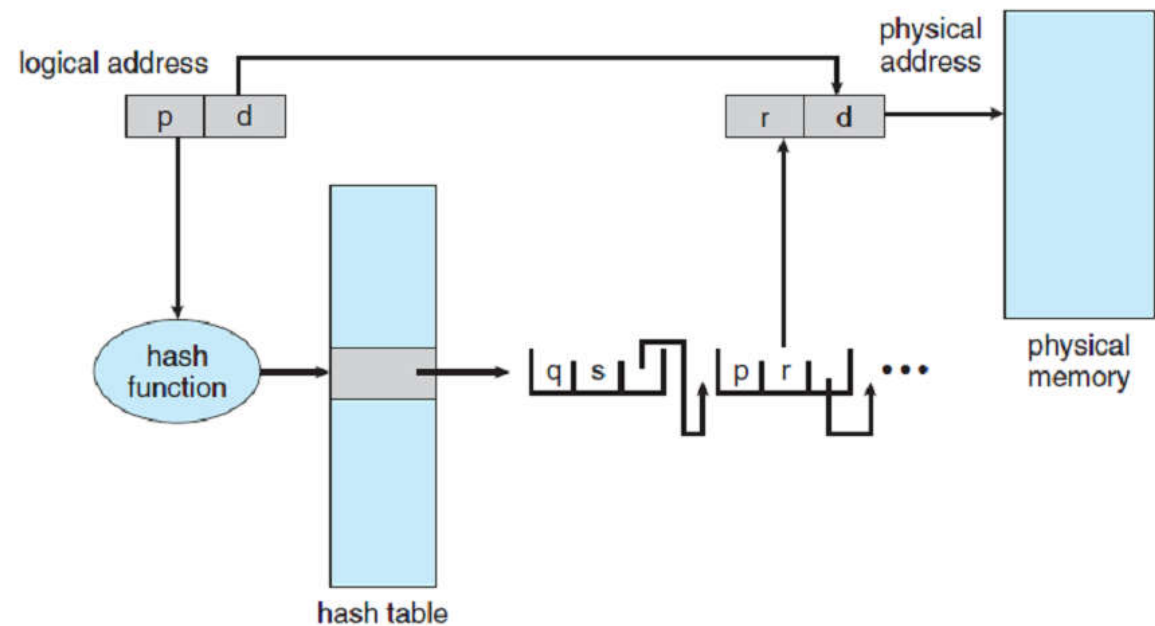 logical address
p d
physical
address
r d
hash
function
q s
p r
•••
physical
memory
hash table